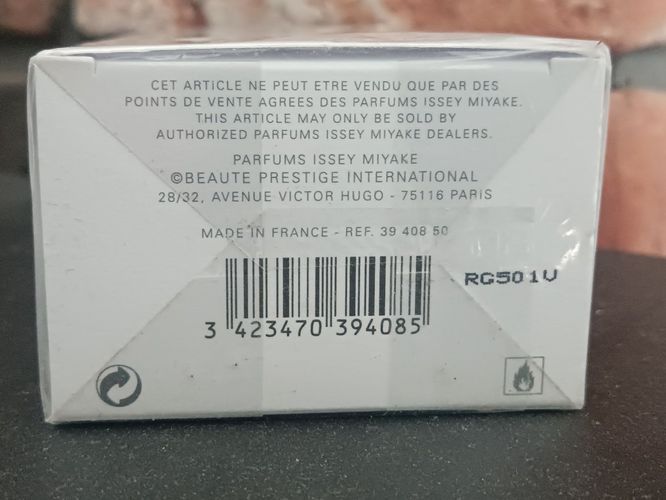 CET ARTiCLE NE PEUT ETRE VENDU QUE PAR DES
POINTS DE VENTE AGREES DES PARFUMS ISSEY MIYAKE.
THIS ARTICLE MAY ONLY BE SOLD BY
AUTHORIZED PARFUMS ISSEY MIYAKE DEALERS.
PARFUMS ISSEY MIYAKE
©BEAUTE PRESTIGE INTERNATIONAL
28/32, AVENUE VICTOR HUGO - 75116 PARIS
MADE IN FRANCE - REF. 39 408 50
RG501U
3 423470 394085